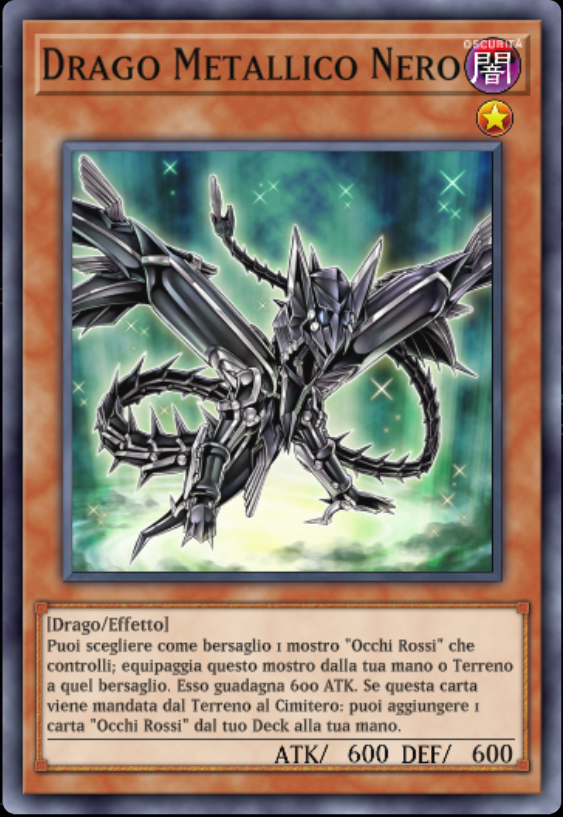 Drago Metallico Nero
OSCURITÀ
闇
[Drago/Effetto]
Puoi scegliere come bersaglio 1 mostro "Occhi Rossi" che
controlli; equipaggia questo mostro dalla tua mano o Terreno
a quel bersaglio. Esso guadagna 600 ATK. Se questa carta
viene mandata dal Terreno al Cimitero: puoi aggiungere 1
carta "Occhi Rossi" dal tuo Deck alla tua mano.
ATK/ 600 DEF/ 600